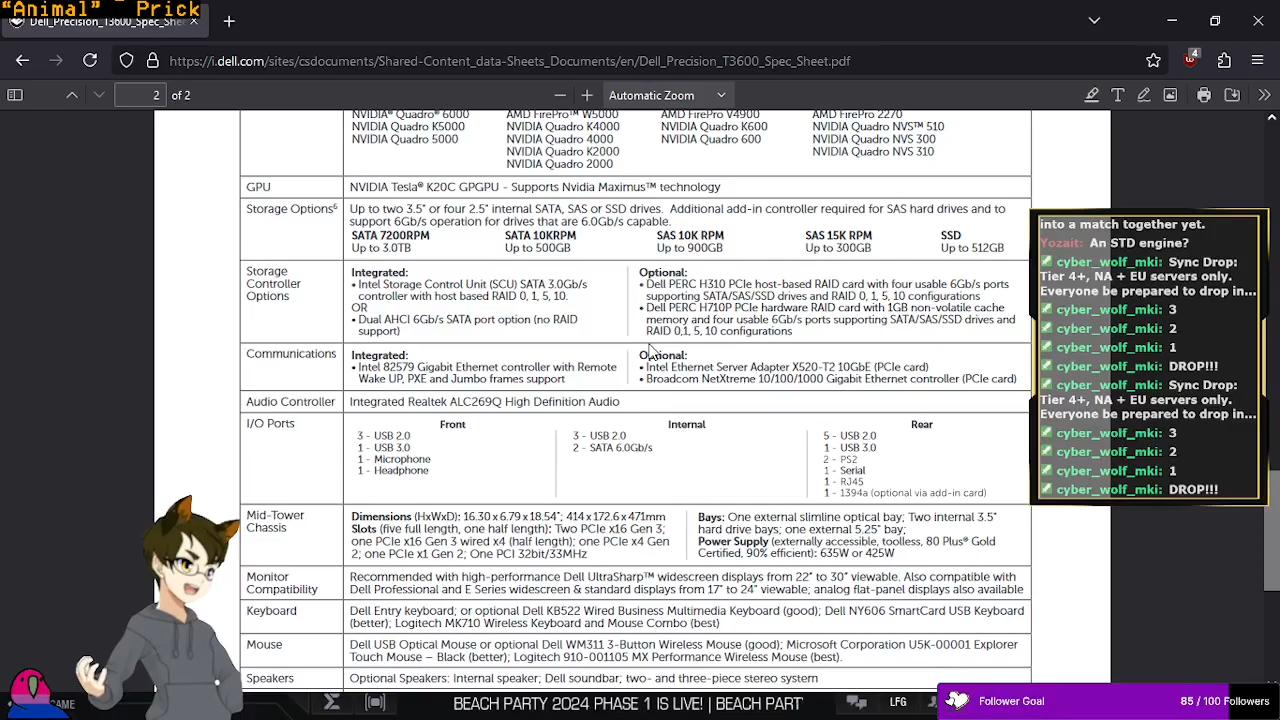 “Animal” ~ Prick
Dell_Precision_T3600_Spec_Sheet
https://i.dell.com/sites/csdocuments/Shared-Content_data-Sheets_Documents/en/Dell_Precision_T3600_Spec_Sheet.pdf
4
2 of 2
Automatic Zoom
NVIDIA® Quadro® 6000 AMD FirePro™ W5000 AMD FirePro V4900 AMD FirePro 2270
NVIDIA Quadro K5000 NVIDIA Quadro K4000 NVIDIA Quadro K600 NVIDIA Quadro NVS™ 510
NVIDIA Quadro 5000 NVIDIA Quadro 4000 NVIDIA Quadro 600 NVIDIA Quadro NVS 300
NVIDIA Quadro K2000 NVIDIA Quadro NVS 310
NVIDIA Quadro 2000
GPU NVIDIA Tesla® K20C GPGPU - Supports Nvidia Maximus™ technology
Storage Options⁶ Up to two 3.5" or four 2.5" internal SATA, SAS or SSD drives. Additional add-in controller required for SAS hard drives and to
support 6Gb/s operation for drives that are 6.0Gb/s capable.
SATA 7200RPM SATA 10KRPM SAS 10K RPM SAS 15K RPM SSD
Up to 3.0TB Up to 500GB Up to 900GB Up to 300GB Up to 512GB
Storage
Controller
Options
Integrated:
• Intel Storage Control Unit (SCU) SATA 3.0Gb/s
controller with host based RAID 0, 1, 5, 10.
OR
• Dual AHCI 6Gb/s SATA port option (no RAID
support)
Optional:
• Dell PERC H310 PCIe host-based RAID card with four usable 6Gb/s ports
supporting SATA/SAS/SSD drives and RAID 0, 1, 5, 10 configurations
• Dell PERC H710P PCIe hardware RAID card with 1GB non-volatile cache
memory and four usable 6Gb/s ports supporting SATA/SAS/SSD drives and
RAID 0,1, 5, 10 configurations
Communications
Integrated:
• Intel 82579 Gigabit Ethernet controller with Remote
Wake UP, PXE and Jumbo frames support
Optional:
• Intel Ethernet Server Adapter X520-T2 10GbE (PCIe card)
• Broadcom NetXtreme 10/100/1000 Gigabit Ethernet controller (PCIe card)
Audio Controller Integrated Realtek ALC269Q High Definition Audio
I/O Ports
Front
3 - USB 2.0
1 - USB 3.0
1 - Microphone
1 - Headphone
Internal
3 - USB 2.0
2 - SATA 6.0Gb/s
Rear
5 - USB 2.0
1 - USB 3.0
2 - PS2
1 - Serial
1 - RJ45
1 - 1394a (optional via add-in card)
Mid-Tower
Chassis
Dimensions (HxWxD): 16.30 x 6.79 x 18.54"; 414 x 172.6 x 471mm
Slots (five full length, one half length): Two PCIe x16 Gen 3;
one PCIe x16 Gen 3 wired x4 (half length); one PCIe x4 Gen
2; one PCIe x1 Gen 2; One PCI 32bit/33MHz
Bays: One external slimline optical bay; Two internal 3.5"
hard drive bays; one external 5.25" bay;
Power Supply (externally accessible, toolless, 80 Plus® Gold
Certified, 90% efficient): 635W or 425W
Monitor
Compatibility
Recommended with high-performance Dell UltraSharp™ widescreen displays from 22" to 30" viewable. Also compatible with
Dell Professional and E Series widescreen & standard displays from 17" to 24" viewable; analog flat-panel displays also available
Keyboard
Dell Entry keyboard; or optional Dell KB522 Wired Business Multimedia Keyboard (good); Dell NY606 SmartCard USB Keyboard
(better); Logitech MK710 Wireless Keyboard and Mouse Combo (best)
Mouse
Dell USB Optical Mouse or optional Dell WM311 3-Button Wireless Mouse (good); Microsoft Corporation U5K-00001 Explorer
Touch Mouse – Black (better); Logitech 910-001105 MX Performance Wireless Mouse (best).
Speakers Optional Speakers: Internal speaker; Dell soundbar; two- and three-piece stereo system
into a match together yet.
Yozait: An STD engine?
cyber_wolf_mki: Sync Drop:
Tier 4+, NA + EU servers only.
Everyone be prepared to drop in...
cyber_wolf_mki: 3
cyber_wolf_mki: 2
cyber_wolf_mki: 1
cyber_wolf_mki: DROP!!!
cyber_wolf_mki: Sync Drop:
Tier 4+, NA + EU servers only.
Everyone be prepared to drop in...
cyber_wolf_mki: 3
cyber_wolf_mki: 2
cyber_wolf_mki: 1
cyber_wolf_mki: DROP!!!
GAME
BEACH PARTY 2024 PHASE 1 IS LIVE! | BEACH PART
LFG
Follower Goal 85 / 100 Followers